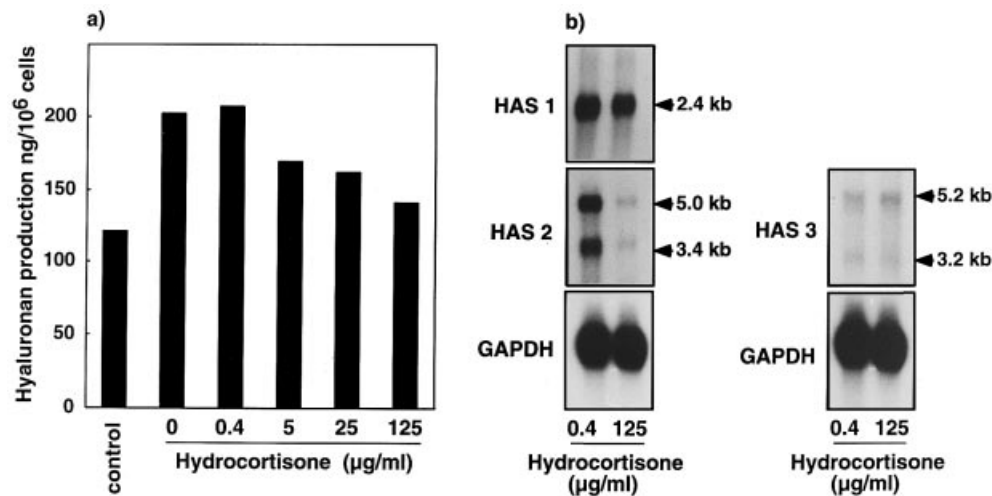 a)
Hyaluronan production ng/10⁶ cells
200
150
100
50
0
control
0 0.4 5 25 125
Hydrocortisone (µg/ml)
b)
HAS 1
2.4 kb
HAS 2
5.0 kb
3.4 kb
GAPDH
0.4 125
Hydrocortisone
(µg/ml)
HAS 3
5.2 kb
3.2 kb
GAPDH
0.4 125
Hydrocortisone
(µg/ml)